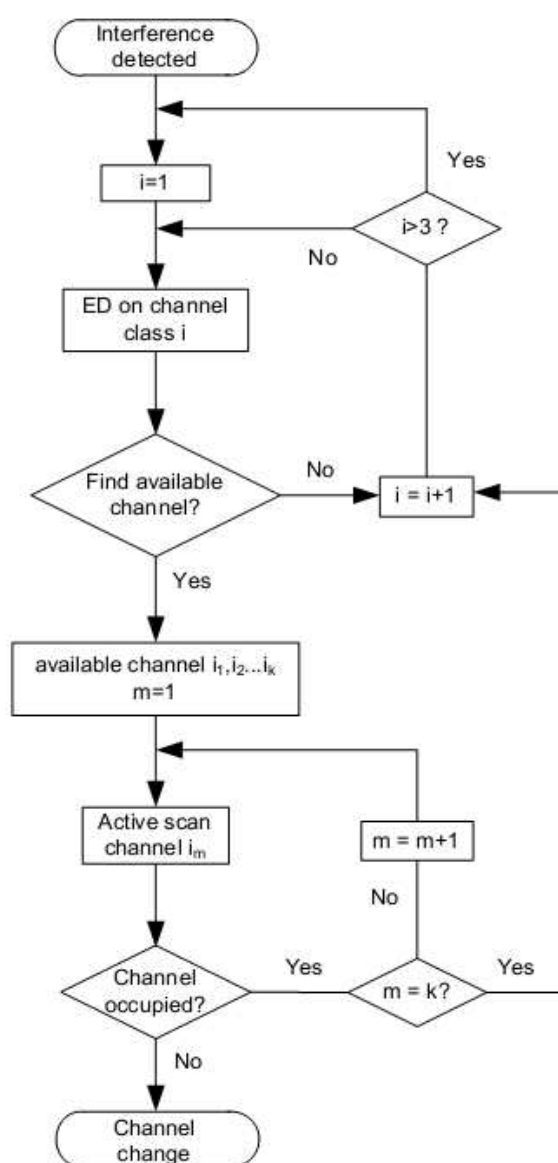 Interference
detected
Yes
i=1
i>3 ?
No
ED on channel
class i
Find available
channel?
No
i = i+1
Yes
available channel i₁,i₂...iₖ
m=1
Active scan
channel iₘ
m = m+1
No
Channel
occupied?
Yes
m = k?
Yes
No
Channel
change